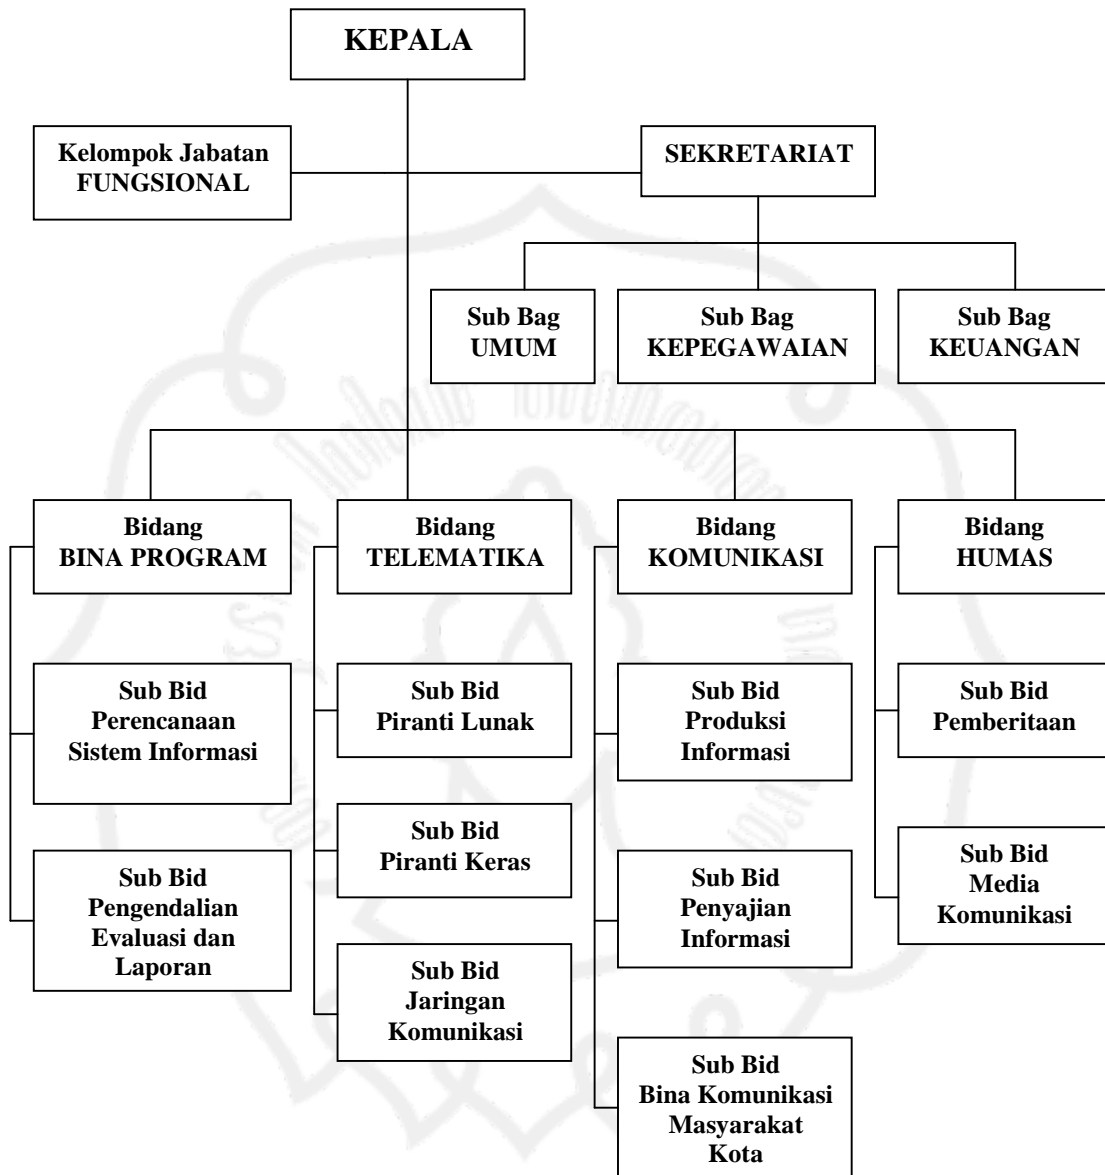 KEPALA
Kelompok Jabatan
FUNGSIONAL
SEKRETARIAT
Sub Bag
UMUM
Sub Bag
KEPEGAWAIAN
Sub Bag
KEUANGAN
Bidang
BINA PROGRAM
Bidang
TELEMATIKA
Bidang
KOMUNIKASI
Bidang
HUMAS
Sub Bid
Perencanaan
Sistem Informasi
Sub Bid
Piranti Lunak
Sub Bid
Produksi
Informasi
Sub Bid
Pemberitaan
Sub Bid
Pengendalian
Evaluasi dan
Laporan
Sub Bid
Piranti Keras
Sub Bid
Penyajian
Informasi
Sub Bid
Media
Komunikasi
Sub Bid
Jaringan
Komunikasi
Sub Bid
Bina Komunikasi
Masyarakat
Kota